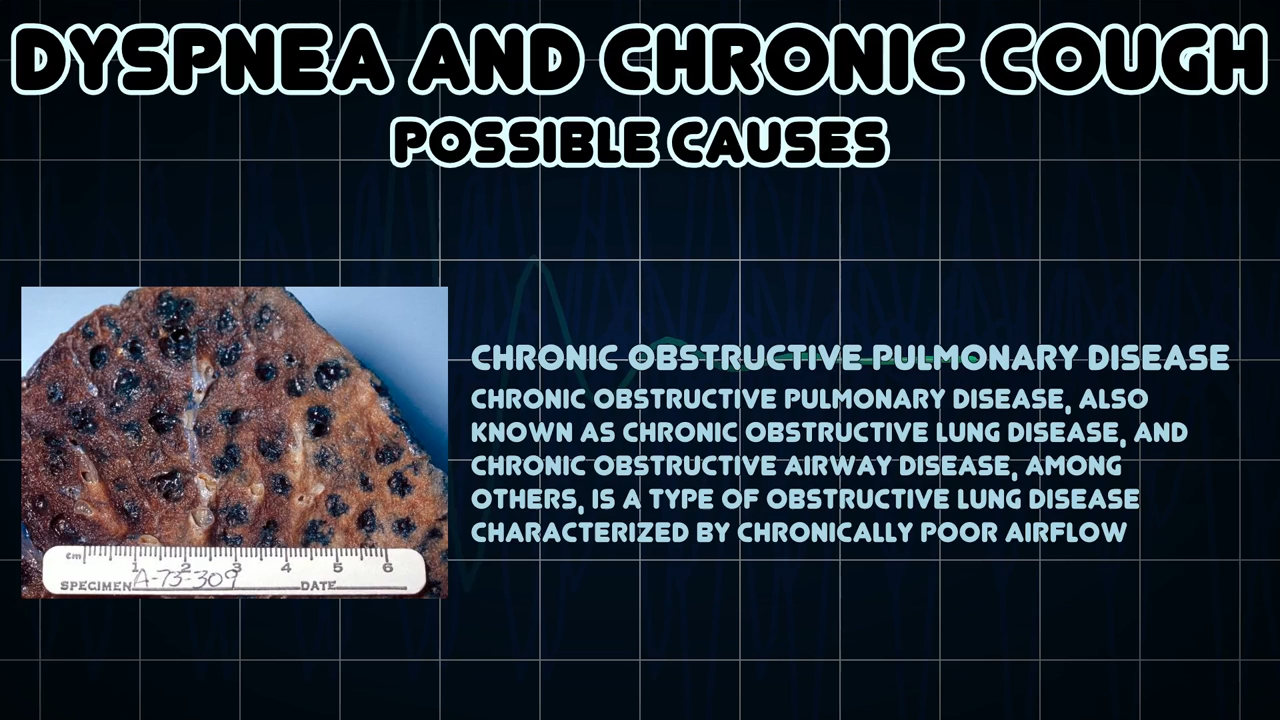 DYSPNEA AND CHRONIC COUGH
POSSIBLE CAUSES
CHRONIC OBSTRUCTIVE PULMONARY DISEASE
CHRONIC OBSTRUCTIVE PULMONARY DISEASE, ALSO
KNOWN AS CHRONIC OBSTRUCTIVE LUNG DISEASE, AND
CHRONIC OBSTRUCTIVE AIRWAY DISEASE, AMONG
OTHERS, IS A TYPE OF OBSTRUCTIVE LUNG DISEASE
CHARACTERIZED BY CHRONICALLY POOR AIRFLOW
cm 1 2 3 4 5 6
SPECIMEN A-73-309 DATE